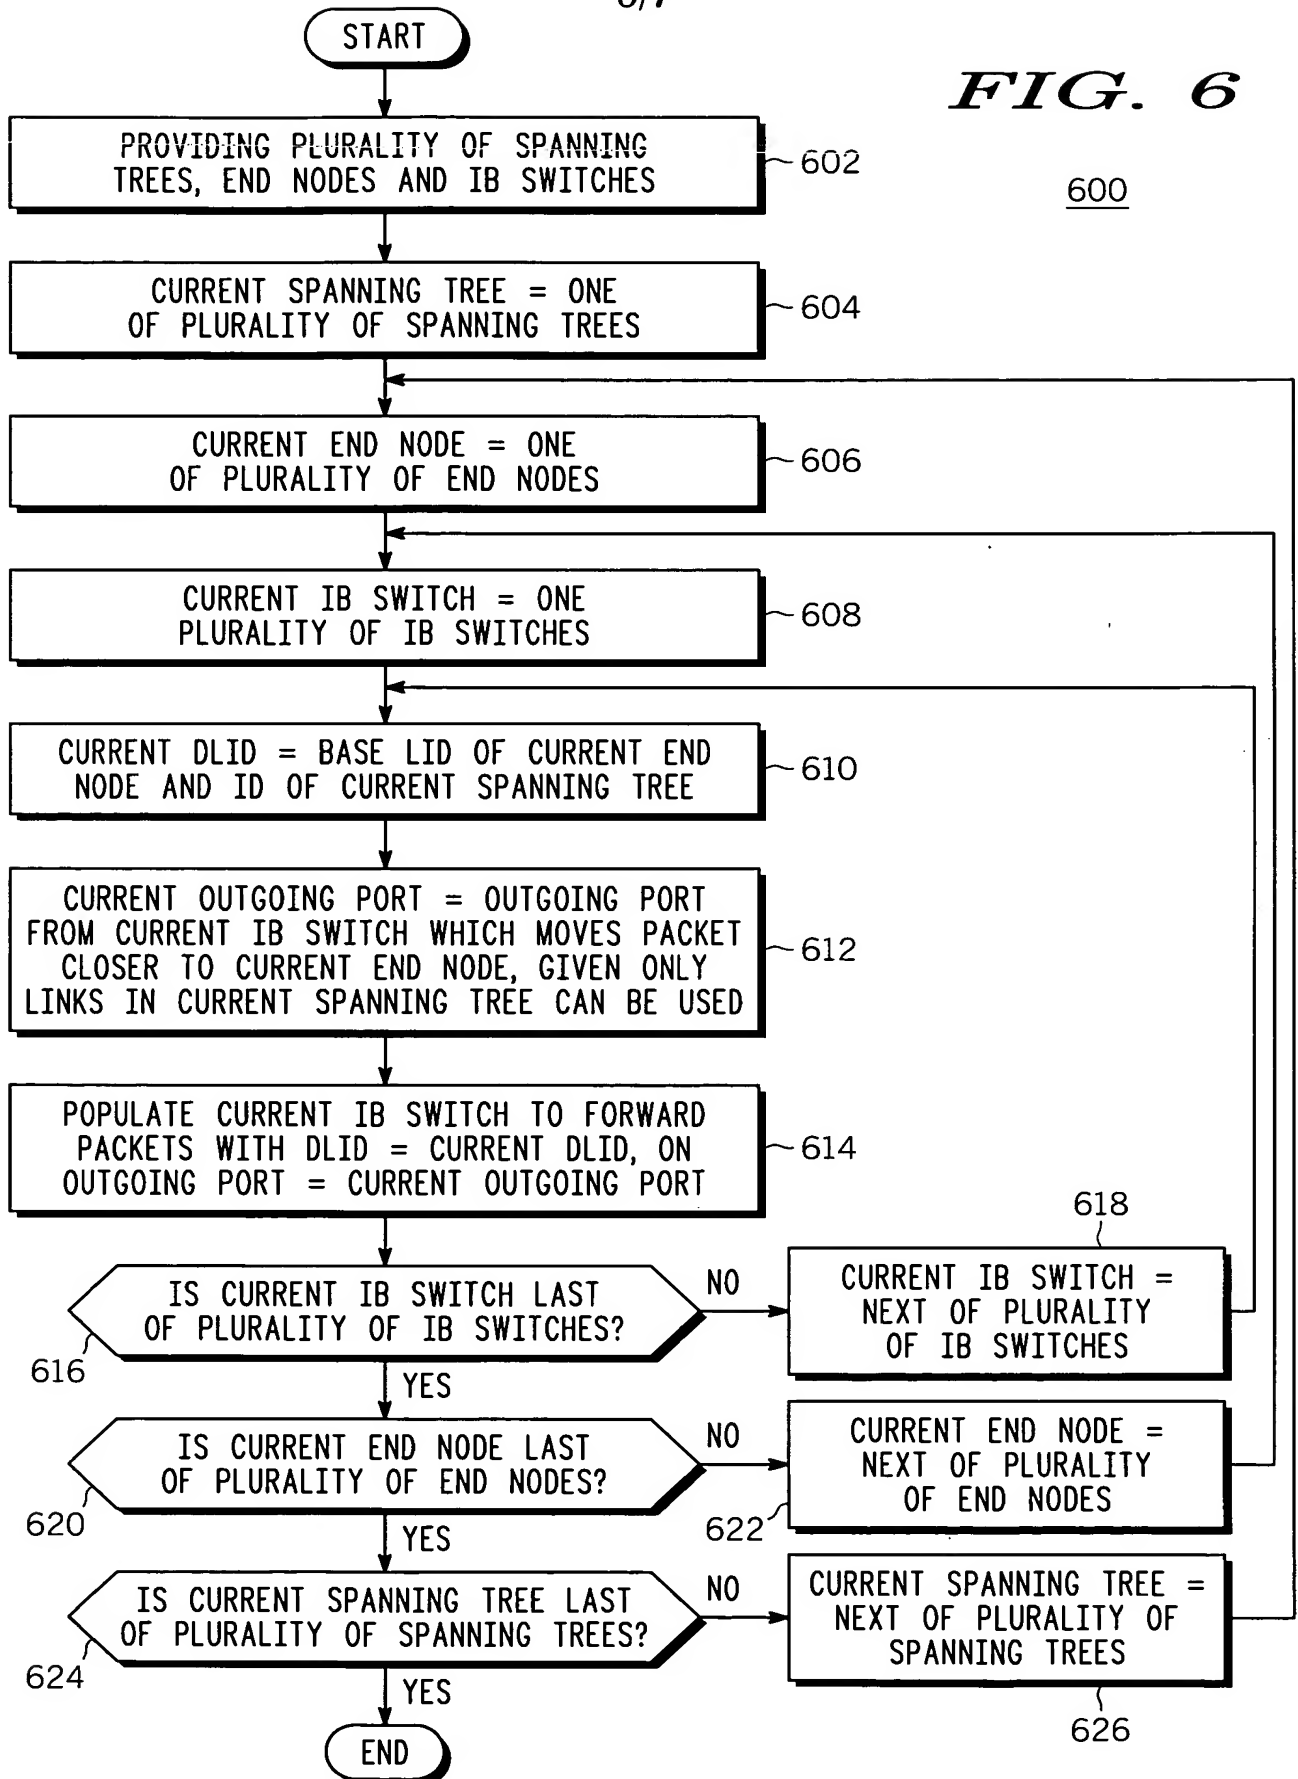 6/7
START
FIG. 6
600
PROVIDING PLURALITY OF SPANNING
TREES, END NODES AND IB SWITCHES
602
CURRENT SPANNING TREE = ONE
OF PLURALITY OF SPANNING TREES
604
CURRENT END NODE = ONE
OF PLURALITY OF END NODES
606
CURRENT IB SWITCH = ONE
PLURALITY OF IB SWITCHES
608
CURRENT DLID = BASE LID OF CURRENT END
NODE AND ID OF CURRENT SPANNING TREE
610
CURRENT OUTGOING PORT = OUTGOING PORT
FROM CURRENT IB SWITCH WHICH MOVES PACKET
CLOSER TO CURRENT END NODE, GIVEN ONLY
LINKS IN CURRENT SPANNING TREE CAN BE USED
612
POPULATE CURRENT IB SWITCH TO FORWARD
PACKETS WITH DLID = CURRENT DLID, ON
OUTGOING PORT = CURRENT OUTGOING PORT
614
IS CURRENT IB SWITCH LAST
OF PLURALITY OF IB SWITCHES?
616
NO
YES
618
CURRENT IB SWITCH =
NEXT OF PLURALITY
OF IB SWITCHES
IS CURRENT END NODE LAST
OF PLURALITY OF END NODES?
620
NO
YES
CURRENT END NODE =
NEXT OF PLURALITY
OF END NODES
622
IS CURRENT SPANNING TREE LAST
OF PLURALITY OF SPANNING TREES?
624
NO
YES
CURRENT SPANNING TREE =
NEXT OF PLURALITY OF
SPANNING TREES
626
END